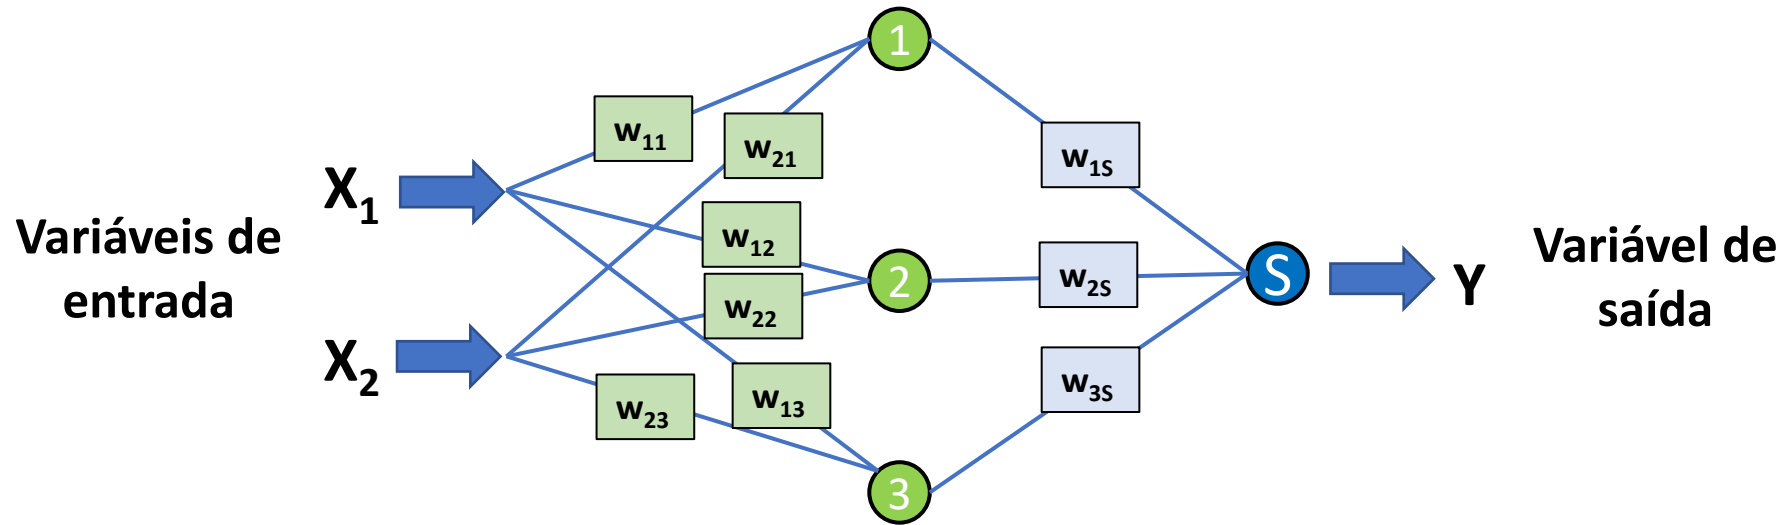 Variáveis de
entrada
X₁
X₂
w₁₁
w₂₁
w₁₂
w₂₂
w₁₃
w₂₃
1
2
3
w₁S
w₂S
w₃S
S
Y
Variável de
saída